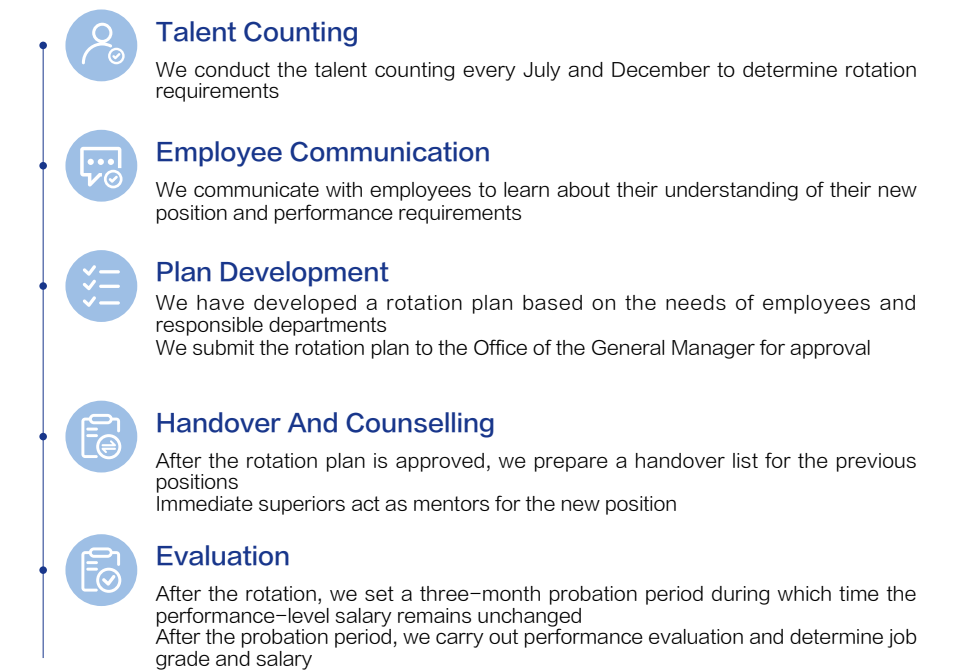 Talent Counting
We conduct the talent counting every July and December to determine rotation
requirements
Employee Communication
We communicate with employees to learn about their understanding of their new
position and performance requirements
Plan Development
We have developed a rotation plan based on the needs of employees and
responsible departments
We submit the rotation plan to the Office of the General Manager for approval
Handover And Counselling
After the rotation plan is approved, we prepare a handover list for the previous
positions
Immediate superiors act as mentors for the new position
Evaluation
After the rotation, we set a three-month probation period during which time the
performance-level salary remains unchanged
After the probation period, we carry out performance evaluation and determine job
grade and salary